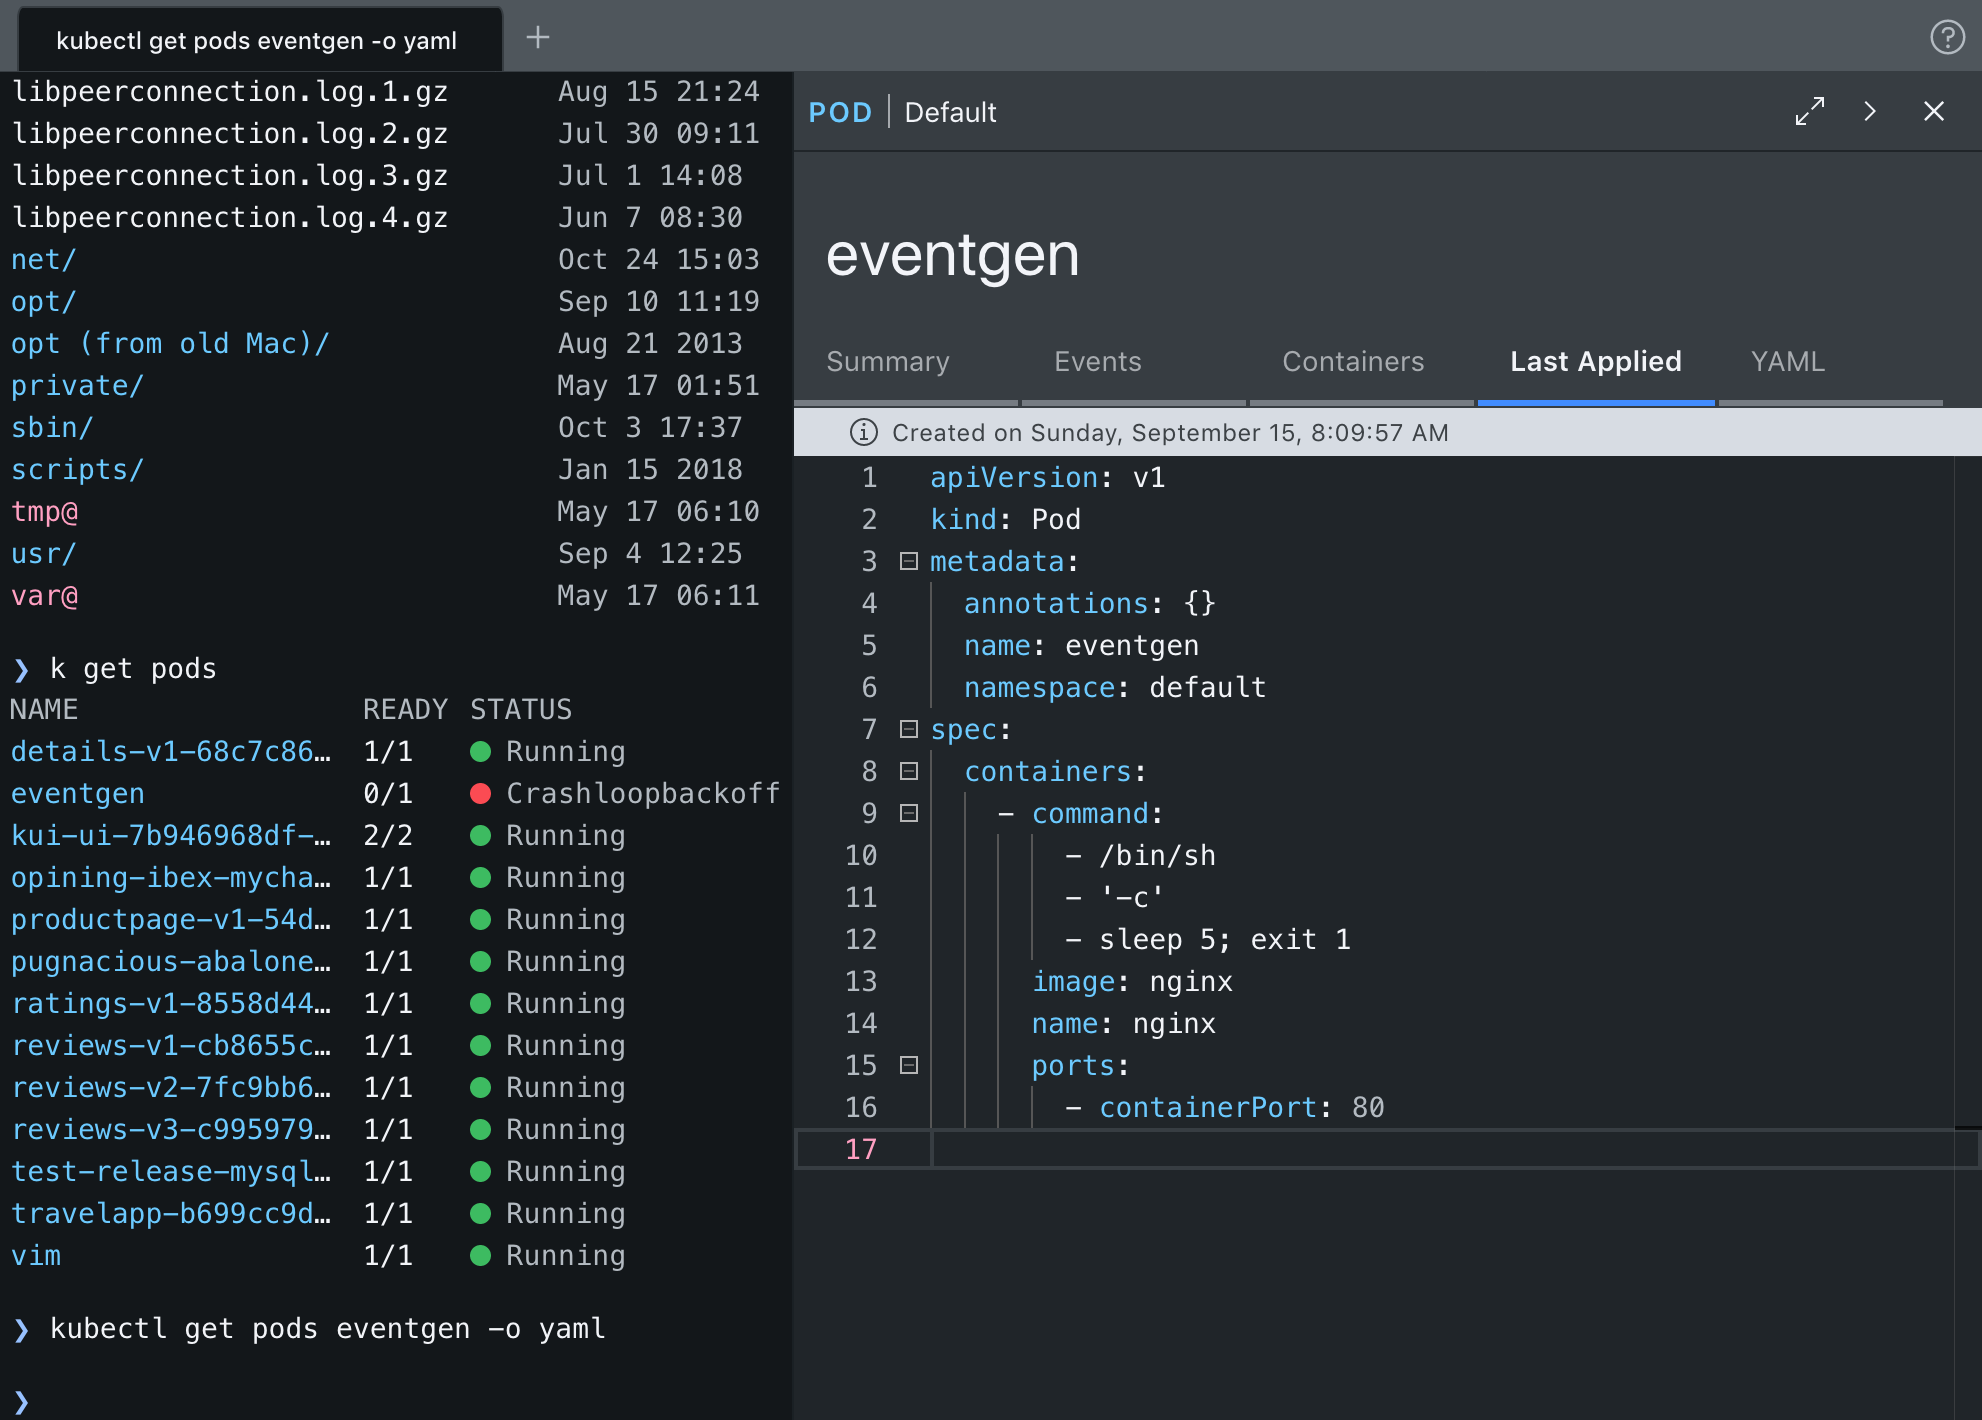 kubectl get pods eventgen -o yaml
libpeerconnection.log.1.gz Aug 15 21:24
libpeerconnection.log.2.gz Jul 30 09:11
libpeerconnection.log.3.gz Jul 1 14:08
libpeerconnection.log.4.gz Jun 7 08:30
net/ Oct 24 15:03
opt/ Sep 10 11:19
opt (from old Mac)/ Aug 21 2013
private/ May 17 01:51
sbin/ Oct 3 17:37
scripts/ Jan 15 2018
tmp@ May 17 06:10
usr/ Sep 4 12:25
var@ May 17 06:11
❯ k get pods
NAME READY STATUS
details-v1-68c7c86… 1/1 Running
eventgen 0/1 Crashloopbackoff
kui-ui-7b946968df-… 2/2 Running
opining-ibex-mycha… 1/1 Running
productpage-v1-54d… 1/1 Running
pugnacious-abalone… 1/1 Running
ratings-v1-8558d44… 1/1 Running
reviews-v1-cb8655c… 1/1 Running
reviews-v2-7fc9bb6… 1/1 Running
reviews-v3-c995979… 1/1 Running
test-release-mysql… 1/1 Running
travelapp-b699cc9d… 1/1 Running
vim 1/1 Running
❯ kubectl get pods eventgen -o yaml
❯
POD | Default
eventgen
Summary Events Containers Last Applied YAML
Created on Sunday, September 15, 8:09:57 AM
1 apiVersion: v1
2 kind: Pod
3 metadata:
4 annotations: {}
5 name: eventgen
6 namespace: default
7 spec:
8 containers:
9 - command:
10 - /bin/sh
11 - '-c'
12 - sleep 5; exit 1
13 image: nginx
14 name: nginx
15 ports:
16 - containerPort: 80
17